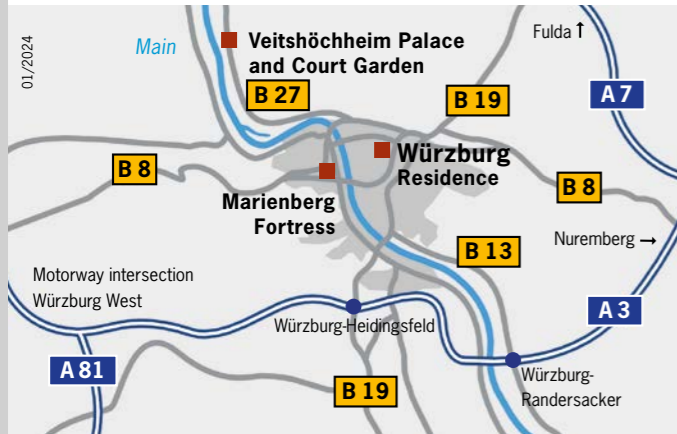 01/2024
Main
Veitshöchheim Palace
and Court Garden
Fulda ↑
B 27
B 19
A 7
Würzburg
Residence
B 8
Marienberg
Fortress
B 8
B 13
Nuremberg →
Motorway intersection
Würzburg West
A 3
Würzburg-Heidingsfeld
A 81
B 19
Würzburg-
Randersacker